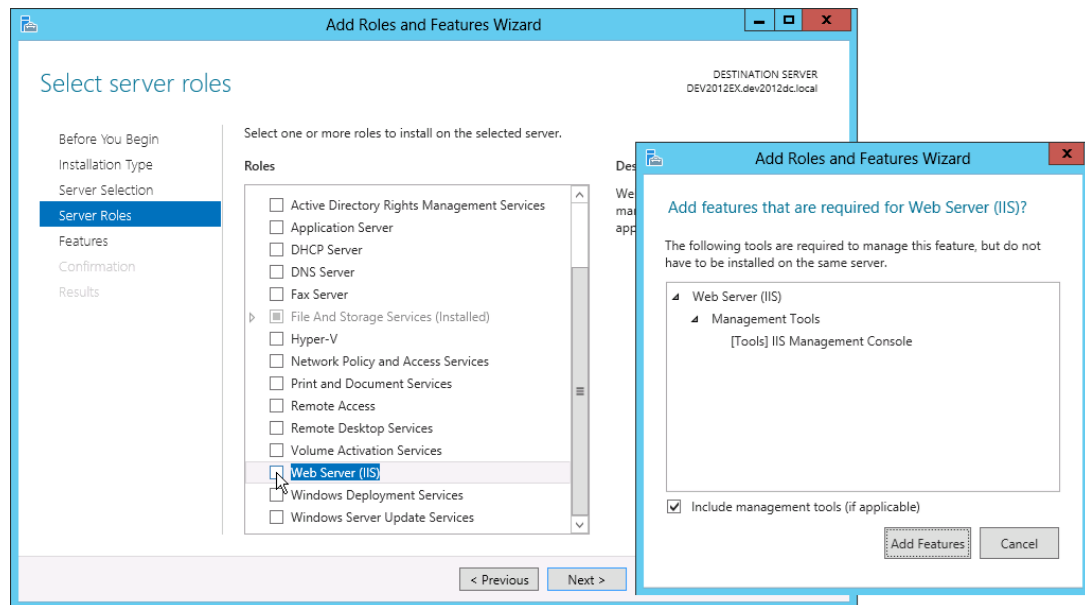 Add Roles and Features Wizard
Select server roles
DESTINATION SERVER
DEV2012EX.dev2012dc.local
Before You Begin
Installation Type
Server Selection
Server Roles
Features
Confirmation
Results
Select one or more roles to install on the selected server.
Roles
Active Directory Rights Management Services
Application Server
DHCP Server
DNS Server
Fax Server
File And Storage Services (Installed)
Hyper-V
Network Policy and Access Services
Print and Document Services
Remote Access
Remote Desktop Services
Volume Activation Services
Web Server (IIS)
Windows Deployment Services
Windows Server Update Services
< Previous
Next >
Add Roles and Features Wizard
Add features that are required for Web Server (IIS)?
The following tools are required to manage this feature, but do not
have to be installed on the same server.
Web Server (IIS)
Management Tools
[Tools] IIS Management Console
Include management tools (if applicable)
Add Features
Cancel